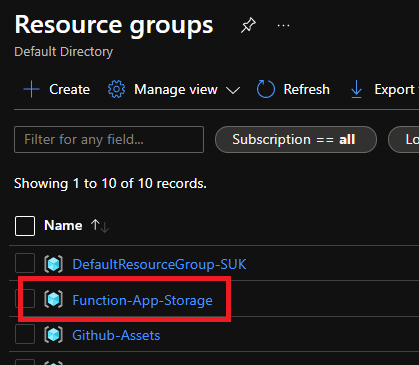 Resource groups
...
Default Directory
+ Create Manage view Refresh Export
Filter for any field... Subscription == all Lo
Showing 1 to 10 of 10 records.
Name ↑↓
DefaultResourceGroup-SUK
Function-App-Storage
Github-Assets